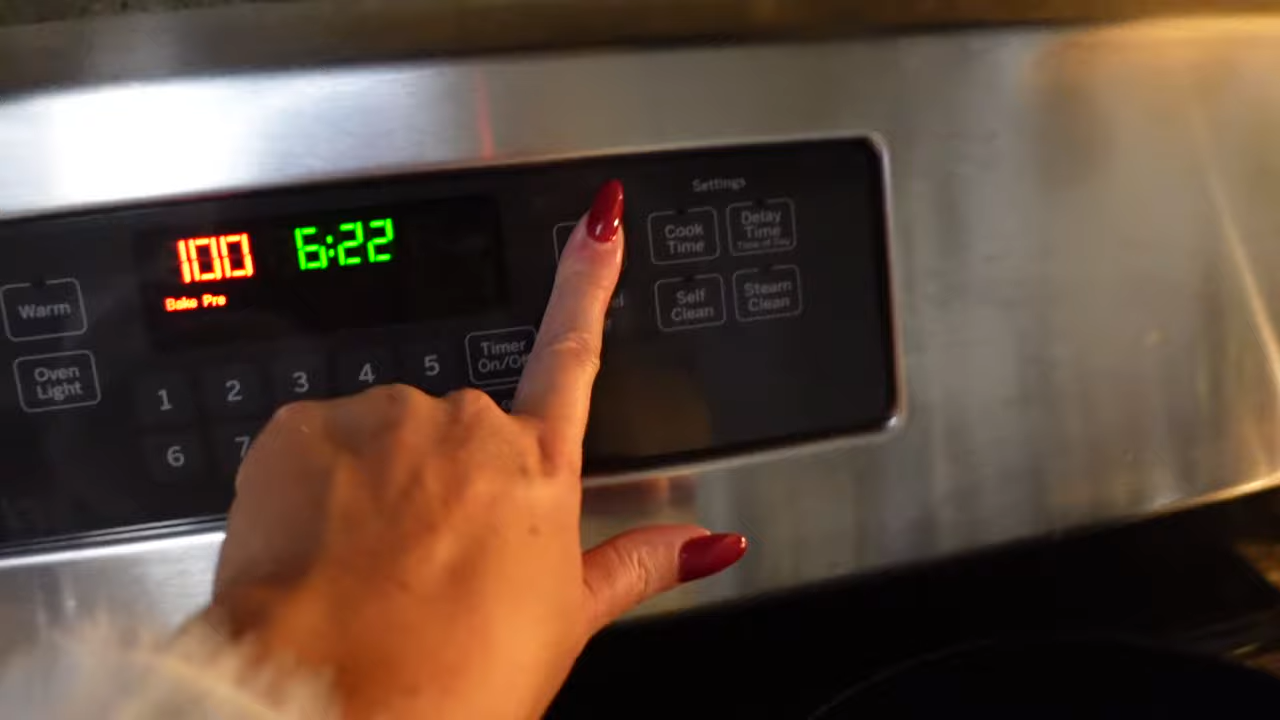 Settings
100 6:22
Bake Pre
Warm
Cook
Time
Delay
Time
Time of Day
Self
Clean
Steam
Clean
Oven
Light
Timer
On/Off
1 2 3 4 5
6 7